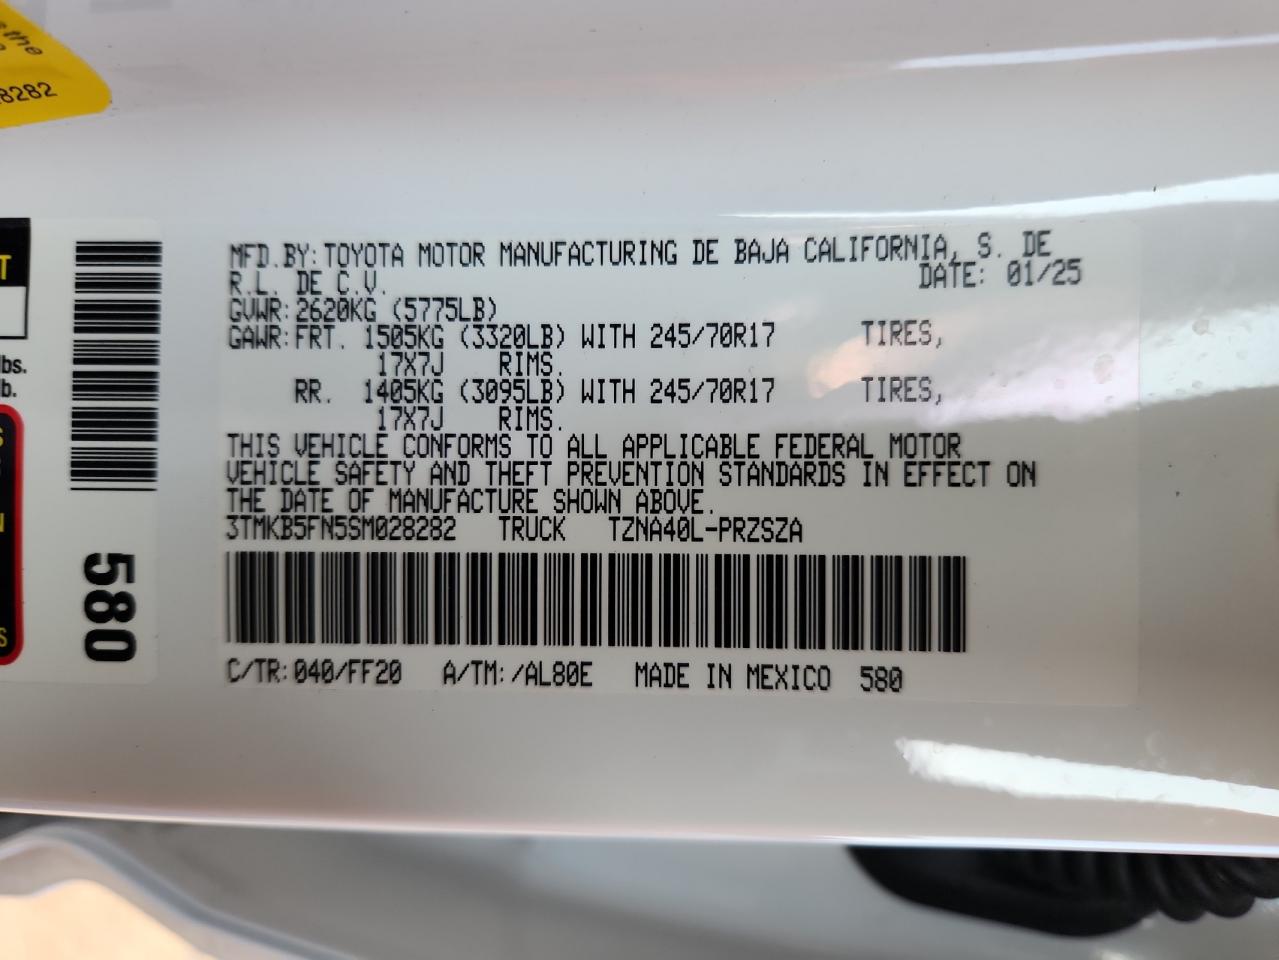 the
8282
T
lbs.
lb.
S
N
S
580
MFD.BY:TOYOTA MOTOR MANUFACTURING DE BAJA CALIFORNIA, S. DE
R.L. DE C.V. DATE: 01/25
GVWR:2620KG (5775LB)
GAWR:FRT. 1505KG (3320LB) WITH 245/70R17 TIRES,
17X7J RIMS.
RR. 1405KG (3095LB) WITH 245/70R17 TIRES,
17X7J RIMS.
THIS VEHICLE CONFORMS TO ALL APPLICABLE FEDERAL MOTOR
VEHICLE SAFETY AND THEFT PREVENTION STANDARDS IN EFFECT ON
THE DATE OF MANUFACTURE SHOWN ABOVE.
3TMKB5FN5SM028282 TRUCK TZNA40L-PRZSZA
C/TR:040/FF20 A/TM:/AL80E MADE IN MEXICO 580